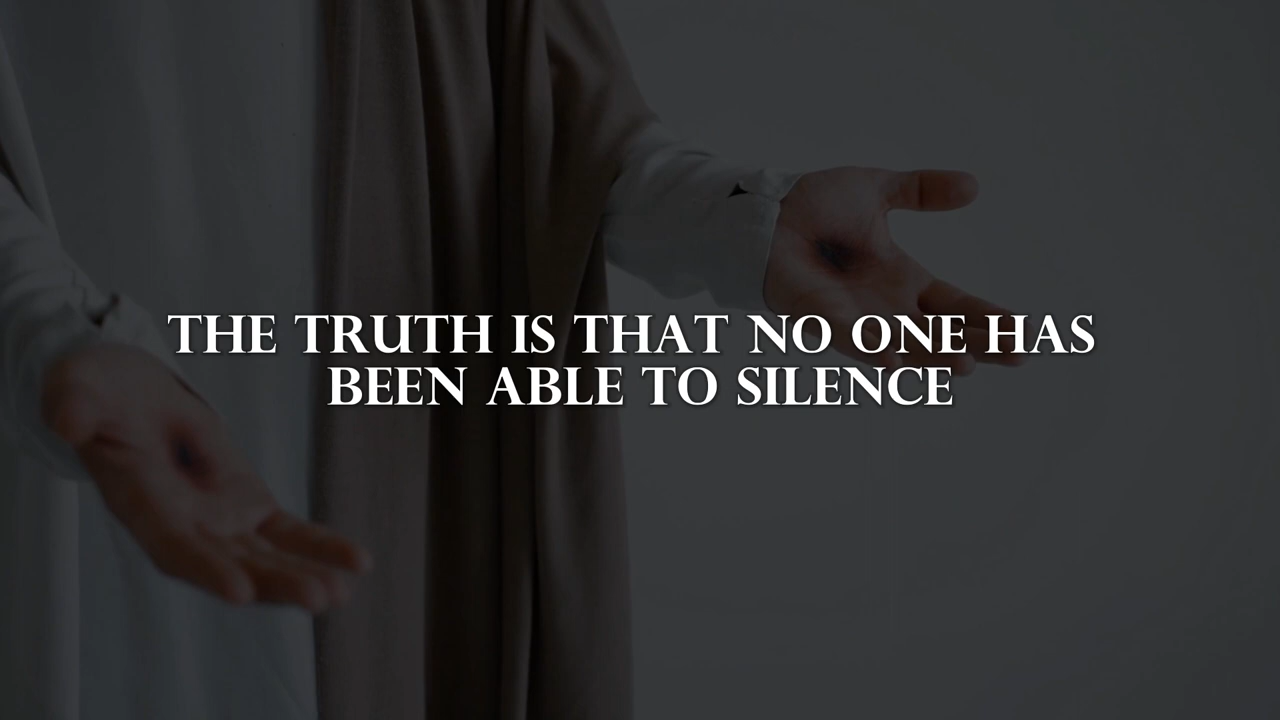 THE TRUTH IS THAT NO ONE HAS
BEEN ABLE TO SILENCE